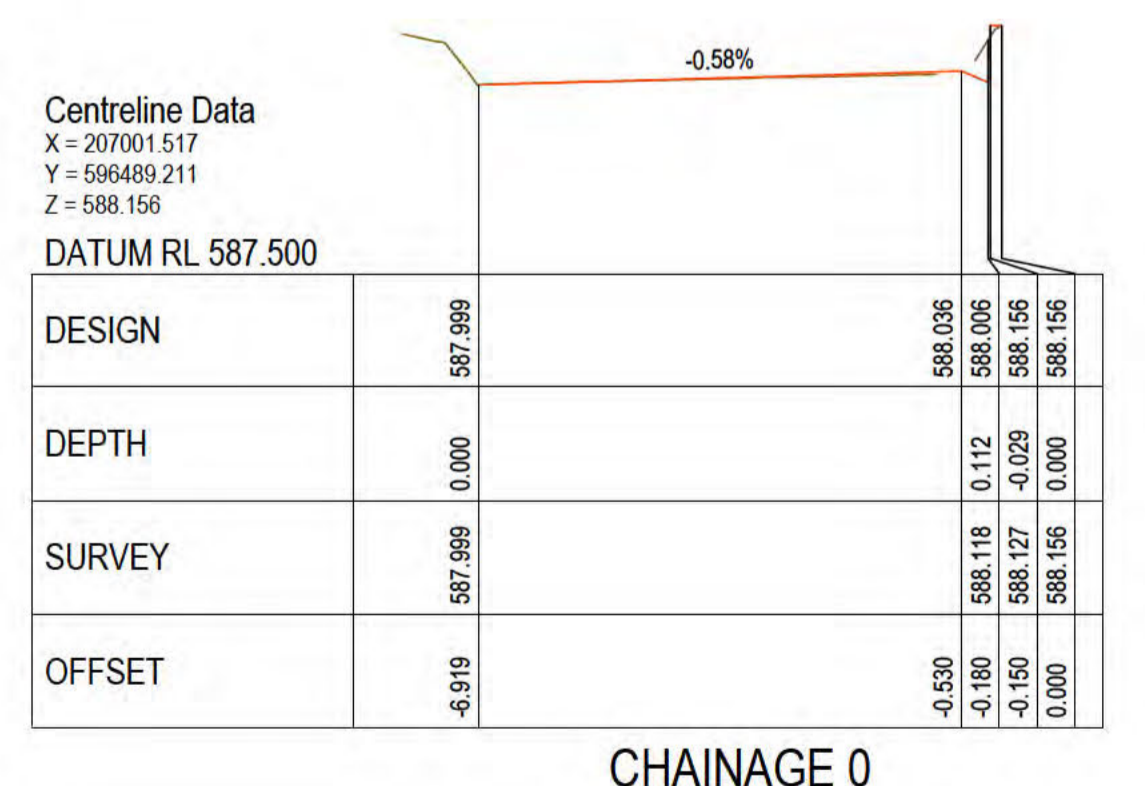 -0.58%
Centreline Data
X = 207001.517
Y = 596489.211
Z = 588.156
DATUM RL 587.500
DESIGN 587.999 588.036 588.006 588.156 588.156
DEPTH 0.000 0.112 -0.029 0.000
SURVEY 587.999 588.118 588.127 588.156
OFFSET -6.919 -0.530 -0.180 -0.150 0.000
CHAINAGE 0